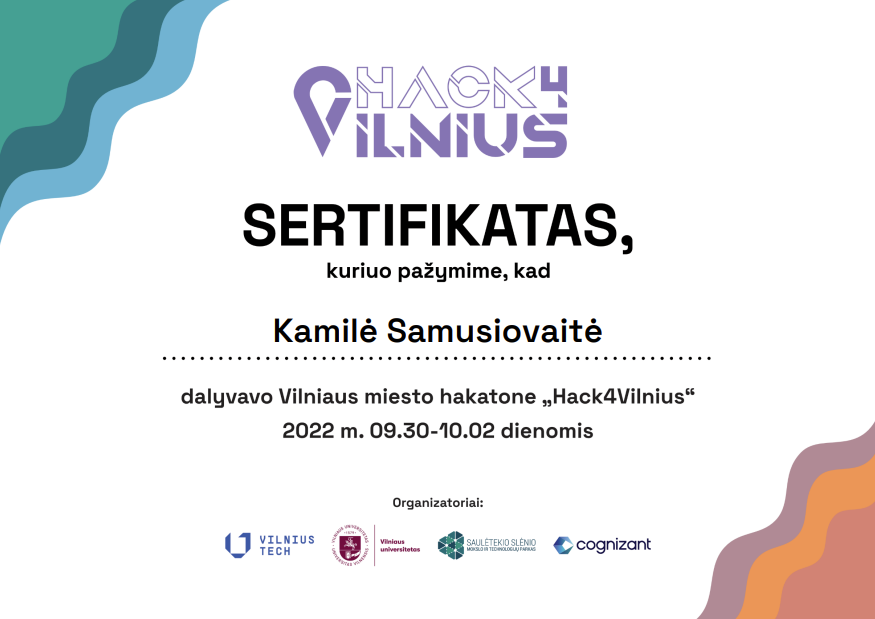 HACK4
VILNIUS
SERTIFIKATAS,
kuriuo pažymime, kad
Kamilė Samusiovaitė
dalyvavo Vilniaus miesto hakatone „Hack4Vilnius“
2022 m. 09.30-10.02 dienomis
Organizatoriai:
VILNIUS
TECH
Vilniaus
universitetas
SAULĖTEKIO SLĖNIO
MOKSLO IR TECHNOLOGIJŲ PARKAS
cognizant